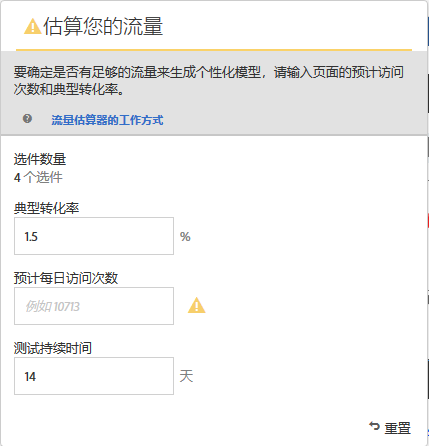 估算您的流量
要确定是否有足够的流量来生成个性化模型，请输入页面的预计访问
次数和典型转化率。
流量估算器的工作方式
选件数量
4 个选件
典型转化率
1.5 %
预计每日访问次数
例如 10713
测试持续时间
14 天
重置